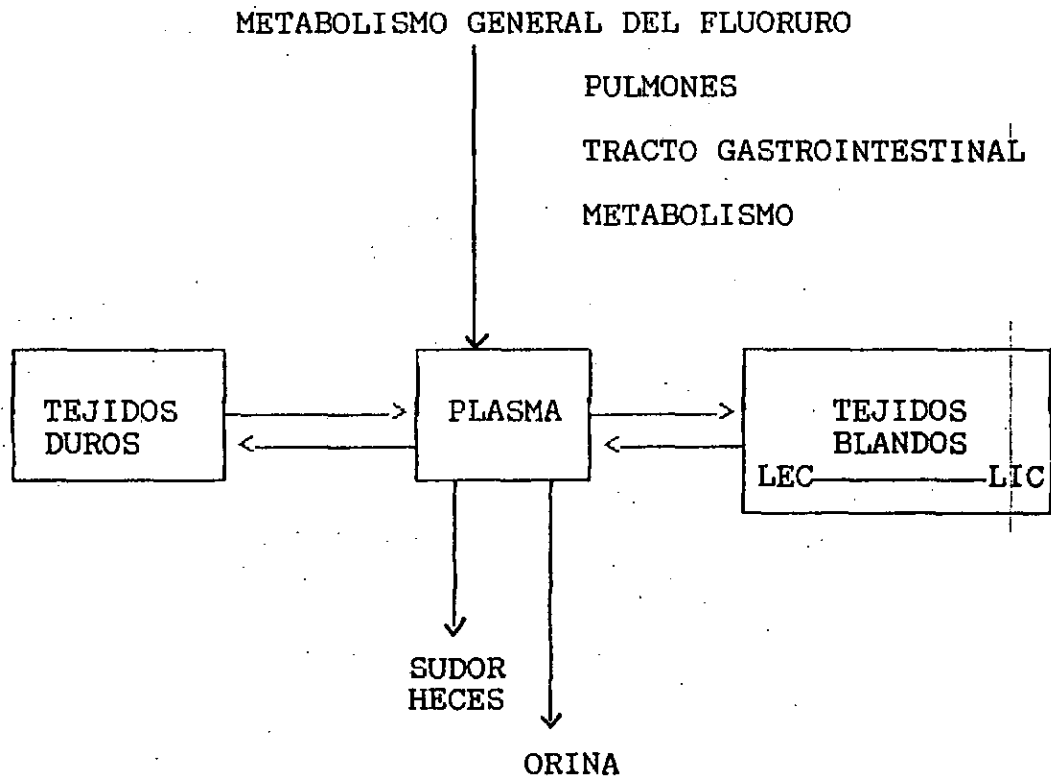 METABOLISMO GENERAL DEL FLUORURO
PULMONES
TRACTO GASTROINTESTINAL
METABOLISMO
TEJIDOS
DUROS
PLASMA
TEJIDOS
BLANDOS
LEC LIC
SUDOR
HECES
ORINA